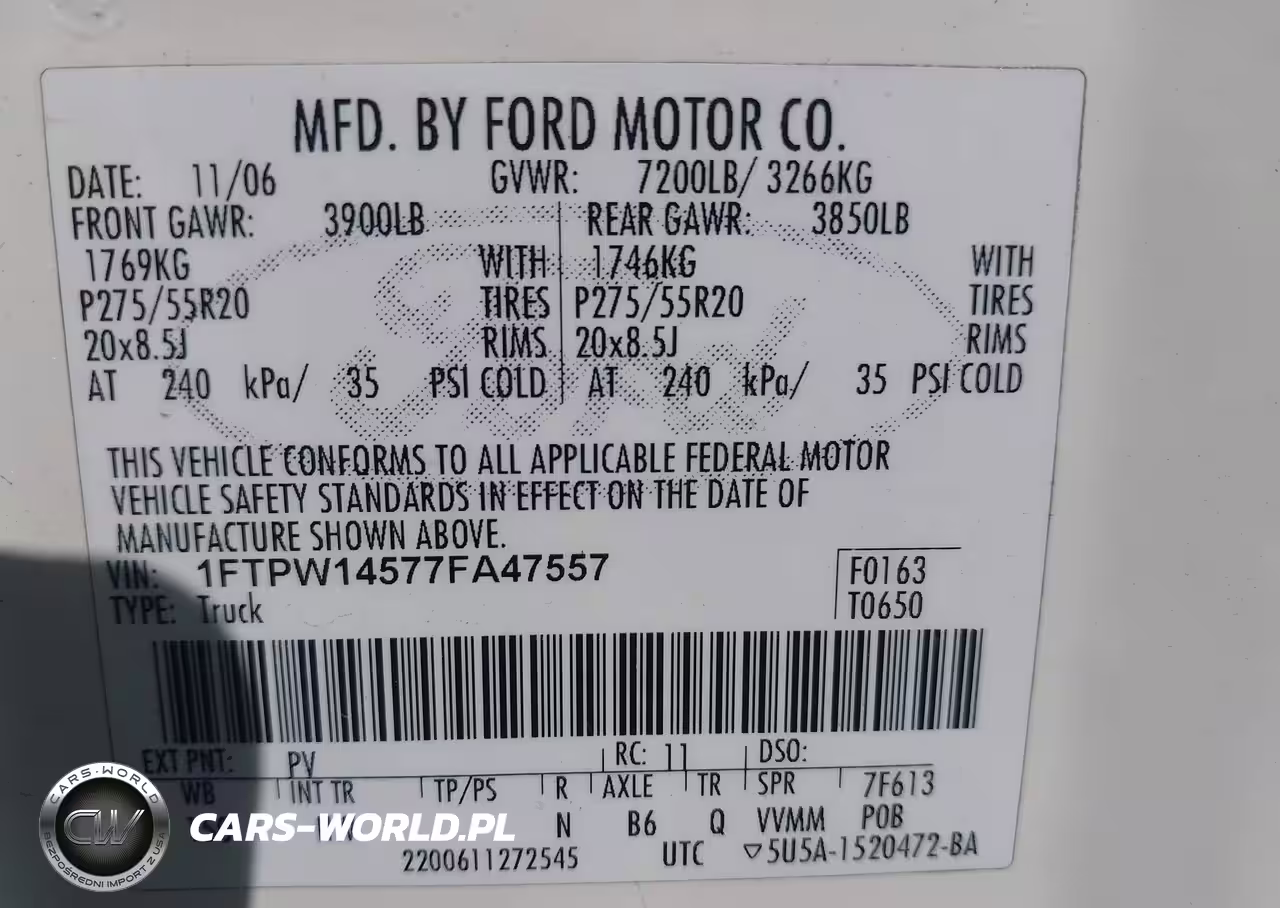 MFD. BY FORD MOTOR CO.
DATE: 11/06 GVWR: 7200LB/ 3266KG
FRONT GAWR: 3900LB REAR GAWR: 3850LB
1769KG WITH 1746KG WITH
P275/55R20 TIRES P275/55R20 TIRES
20x8.5J RIMS 20x8.5J RIMS
AT 240 kPa/ 35 PSI COLD AT 240 kPa/ 35 PSI COLD
Ford
THIS VEHICLE CONFORMS TO ALL APPLICABLE FEDERAL MOTOR
VEHICLE SAFETY STANDARDS IN EFFECT ON THE DATE OF
MANUFACTURE SHOWN ABOVE.
VIN: 1FTPW14577FA47557 F0163
TYPE: Truck T0650
EXT PNT: PV RC: 11 DSO:
WB INT TR TP/PS R AXLE TR SPR 7F613
N B6 Q VVMM POB
2200611272545 UTC ▽5U5A-1520472-BA
CARS-WORLD
CW
BEZPOŚREDNI IMPORT Z USA
CARS-WORLD.PL